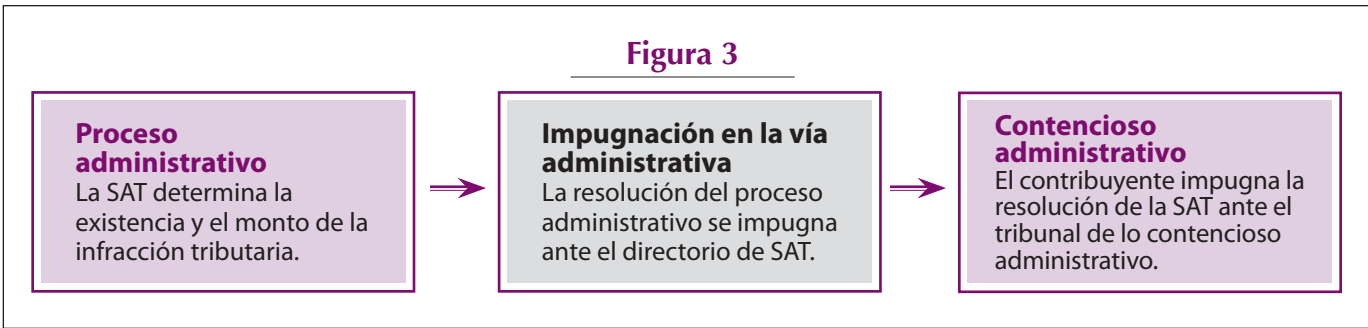 Figura 3
Proceso
administrativo
La SAT determina la
existencia y el monto de la
infracción tributaria.
Impugnación en la vía
administrativa
La resolución del proceso
administrativo se impugna
ante el directorio de SAT.
Contencioso
administrativo
El contribuyente impugna la
resolución de la SAT ante el
tribunal de lo contencioso
administrativo.